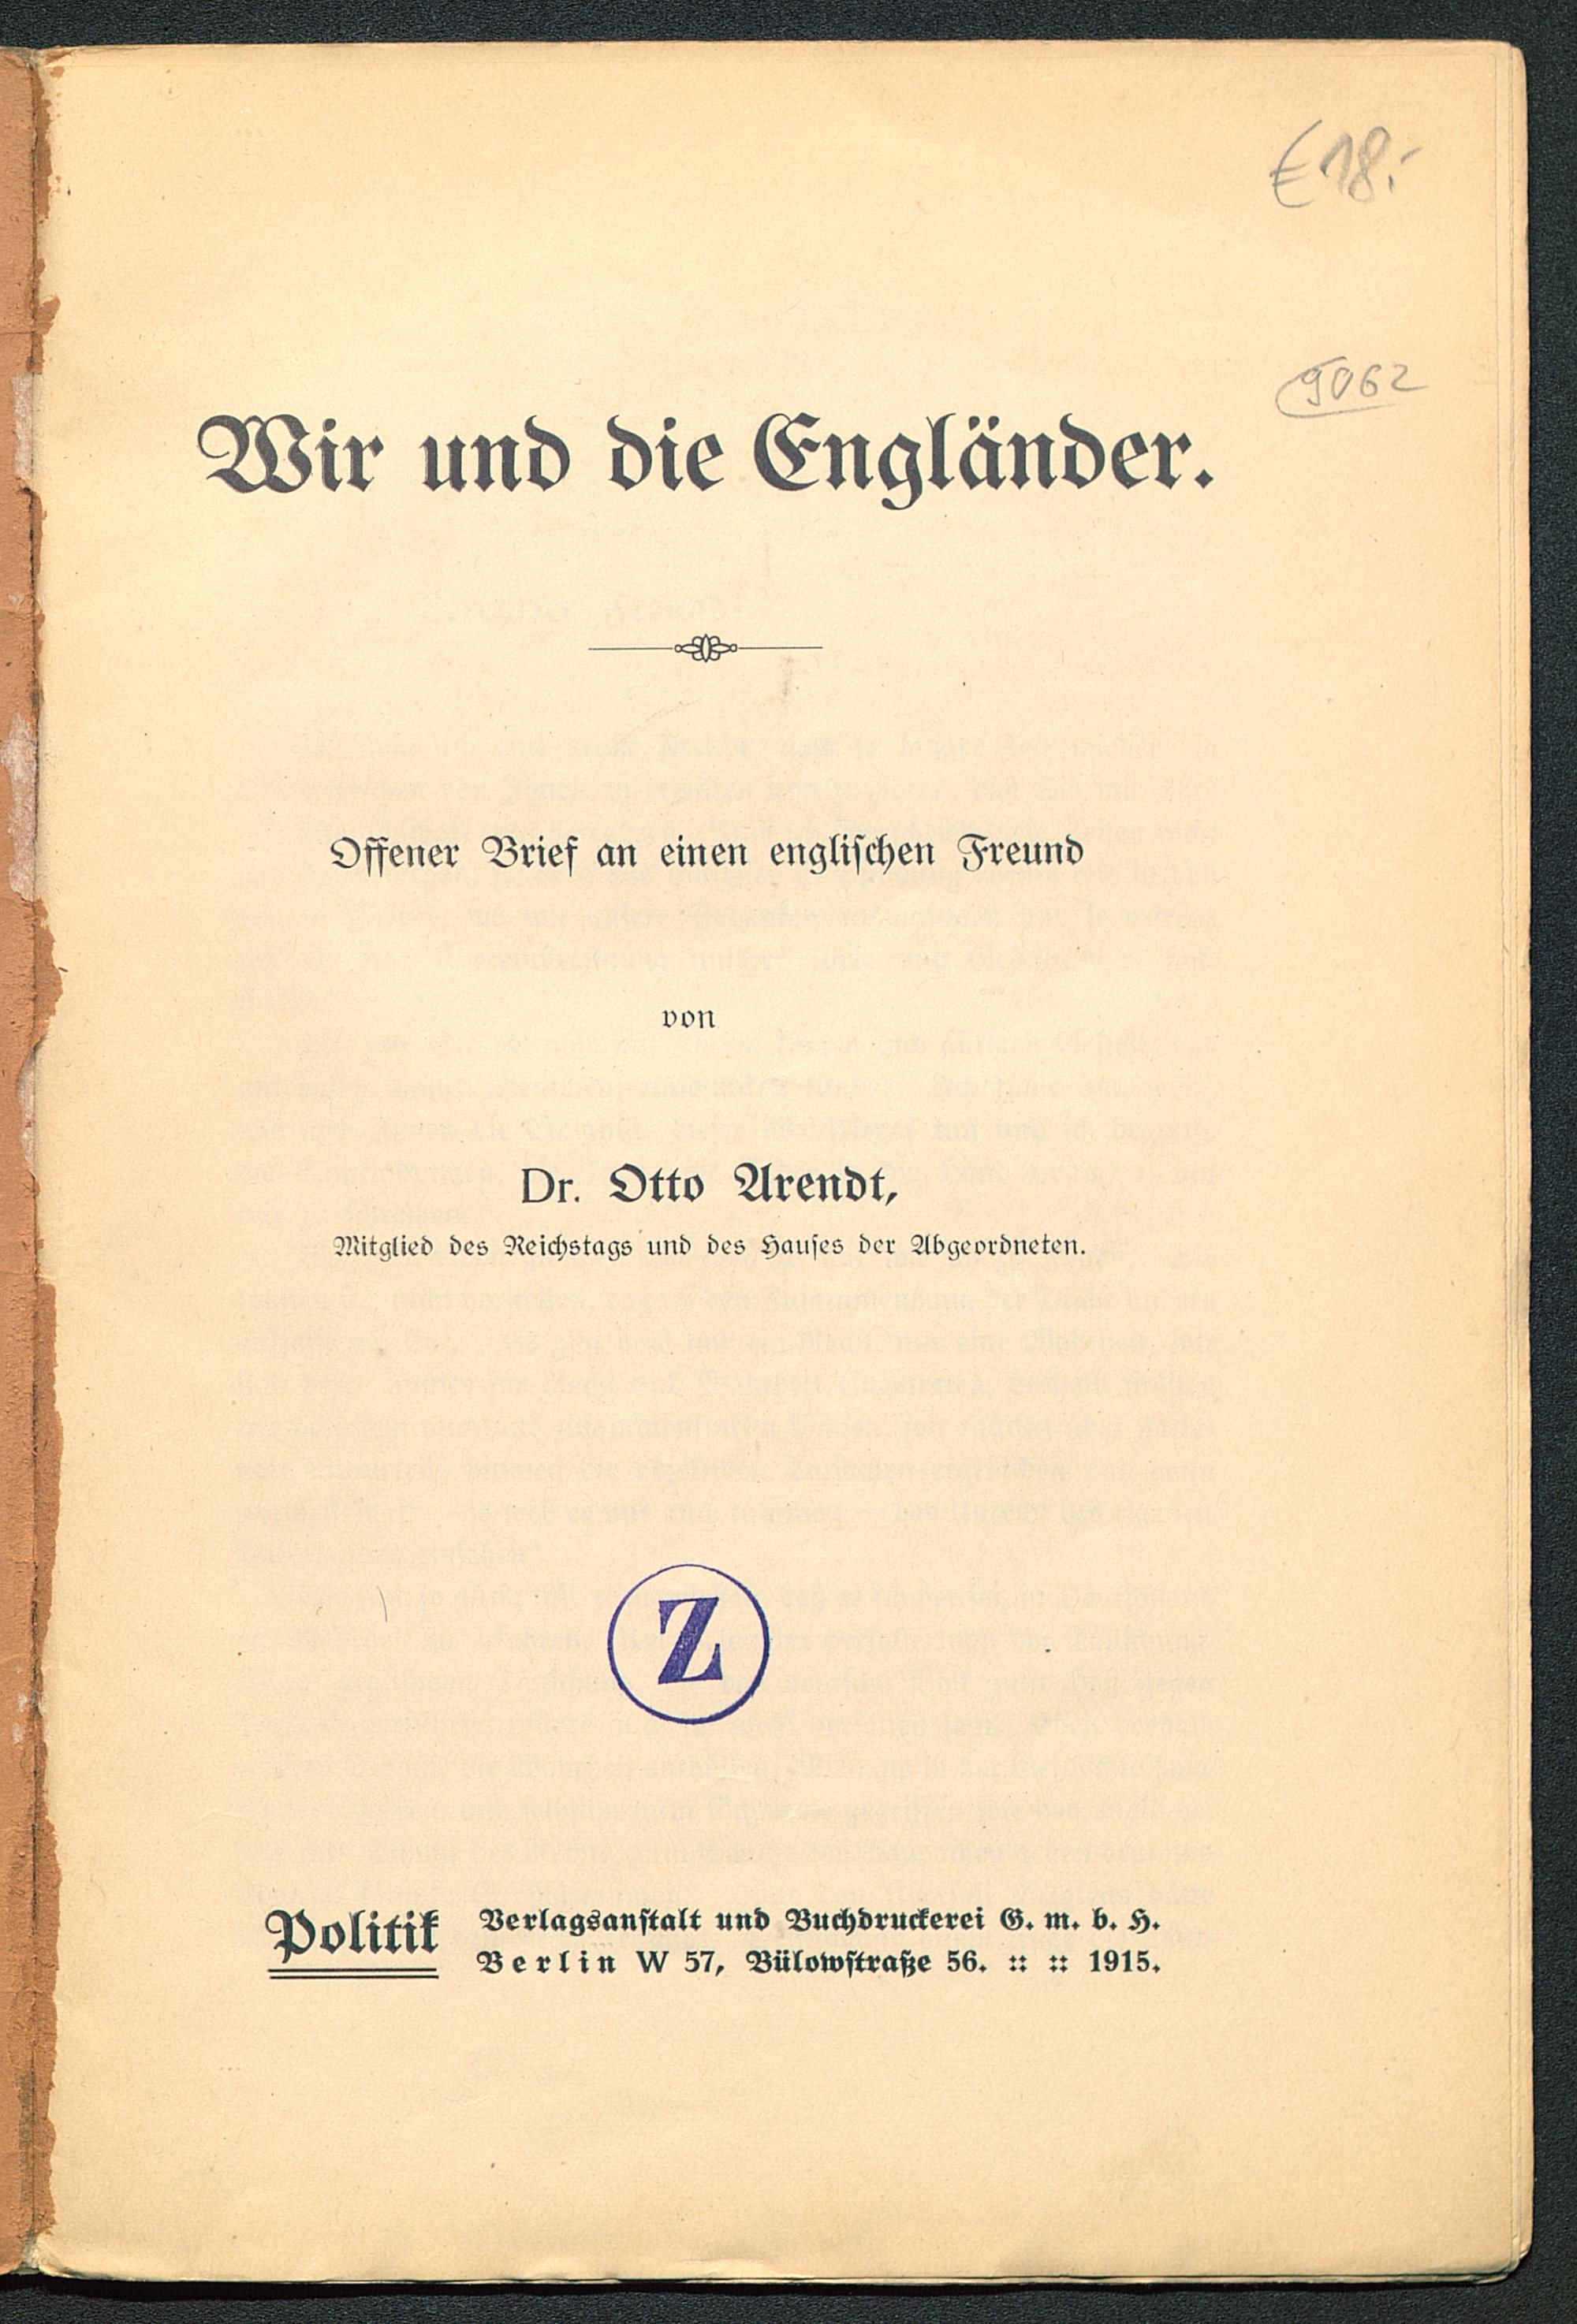 € 18.-
9062
Wir und die Engländer.
Offener Brief an einen englischen Freund
von
Dr. Otto Arendt,
Mitglied des Reichstags und des Hauses der Abgeordneten.
Z
Politik
Verlagsanstalt und Buchdruckerei G. m. b. H.
Berlin W 57, Bülowstraße 56. :: :: 1915.